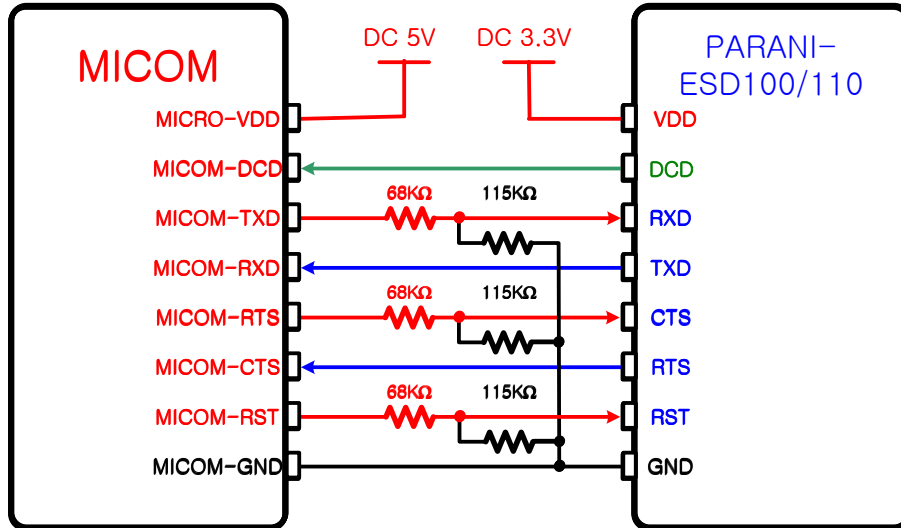 DC 5V
DC 3.3V
MICOM
PARANI-
ESD100/110
MICRO-VDD
VDD
MICOM-DCD
DCD
68KΩ
115KΩ
MICOM-TXD
RXD
MICOM-RXD
TXD
68KΩ
115KΩ
MICOM-RTS
CTS
MICOM-CTS
RTS
68KΩ
115KΩ
MICOM-RST
RST
MICOM-GND
GND